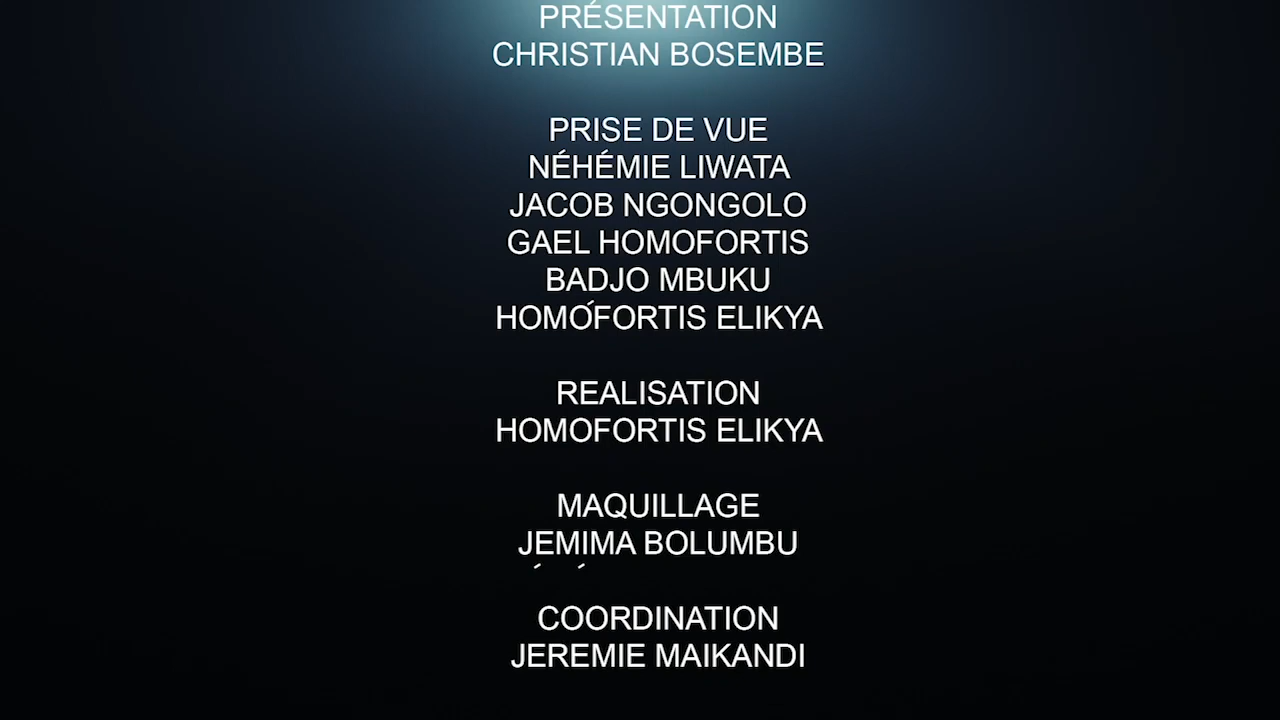 PRÉSENTATION
CHRISTIAN BOSEMBE
PRISE DE VUE
NÉHÉMIE LIWATA
JACOB NGONGOLO
GAEL HOMOFORTIS
BADJO MBUKU
HOMOFORTIS ELIKYA
REALISATION
HOMOFORTIS ELIKYA
MAQUILLAGE
JEMIMA BOLUMBU
COORDINATION
JEREMIE MAIKANDI